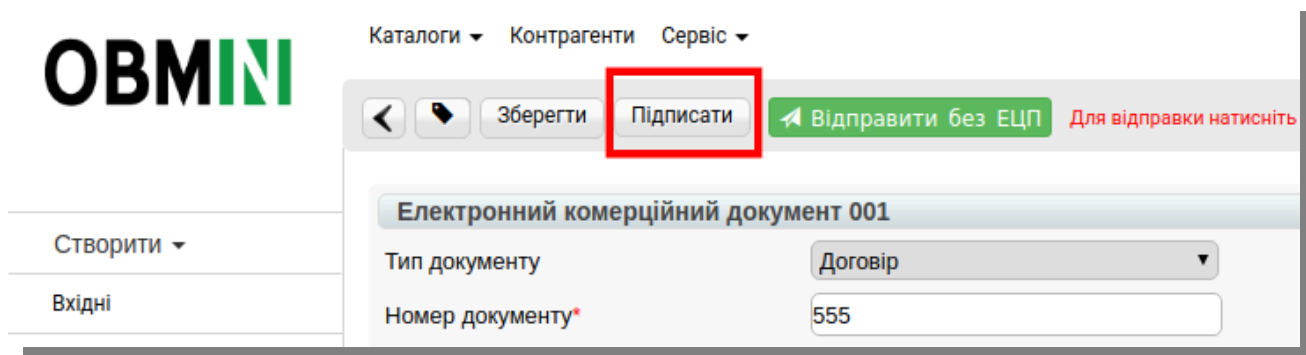 OBMIN
Каталоги Контрагенти Сервіс
Зберегти Підписати Відправити без ЕЦП Для відправки натисніть
Електронний комерційний документ 001
Створити
Тип документу Договір
Вхідні
Номер документу* 555